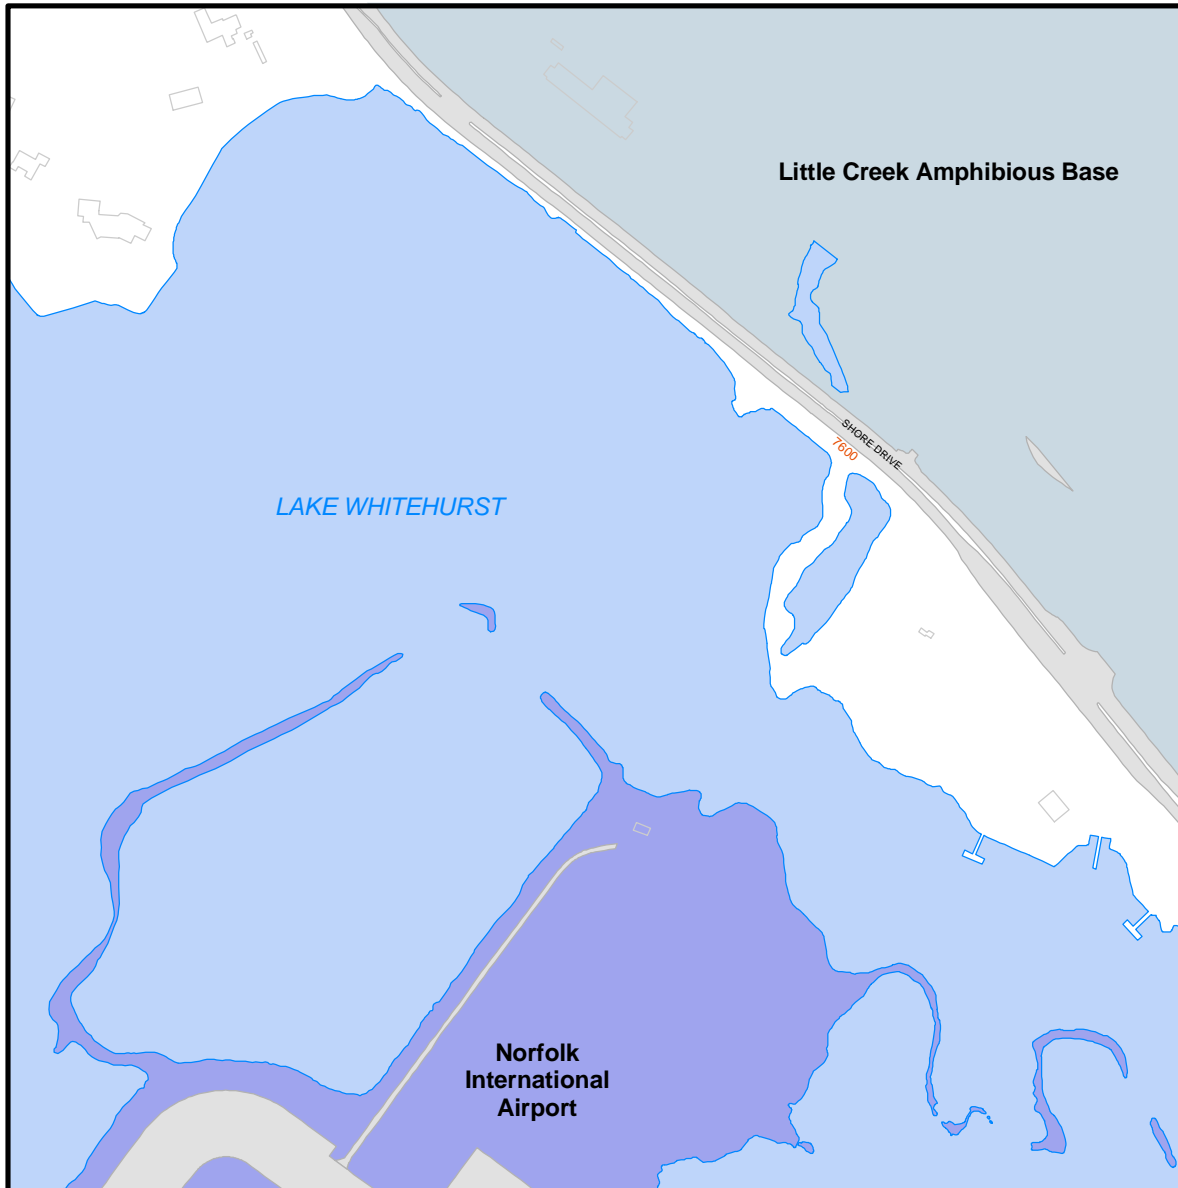 Little Creek Amphibious Base
SHORE DRIVE
7600
LAKE WHITEHURST
Norfolk
International
Airport